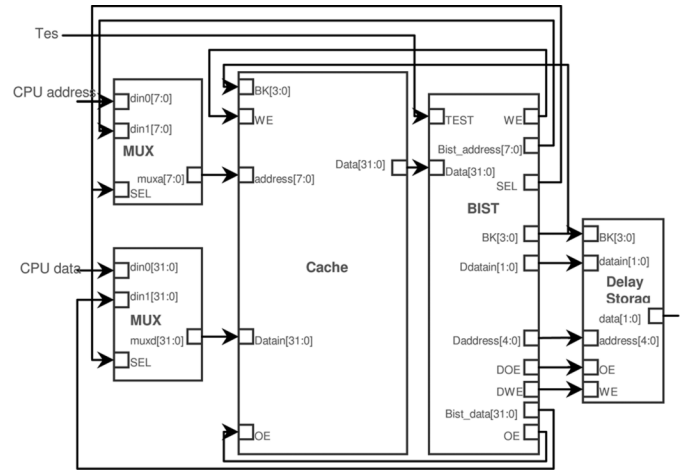 Tes
CPU address
din0[7:0]
din1[7:0]
MUX
muxa[7:0]
SEL
CPU data
din0[31:0]
din1[31:0]
MUX
muxd[31:0]
SEL
BK[3:0]
WE
address[7:0]
Data[31:0]
Cache
Datain[31:0]
OE
TEST
WE
Bist_address[7:0]
Data[31:0]
SEL
BIST
BK[3:0]
Ddatain[1:0]
Daddress[4:0]
DOE
DWE
Bist_data[31:0]
OE
BK[3:0]
datain[1:0]
Delay
Storag
data[1:0]
address[4:0]
OE
WE